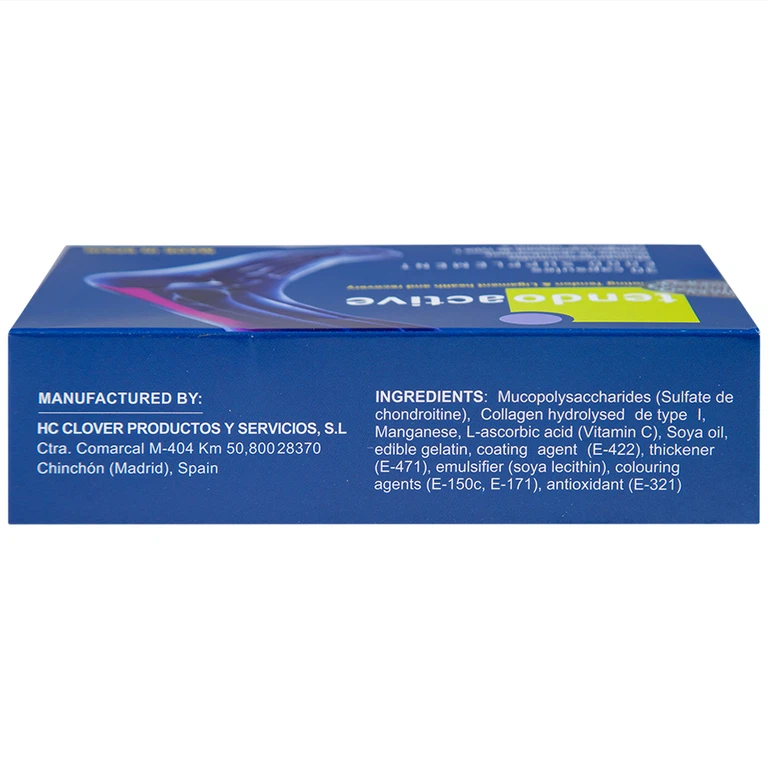 tendoactive
MANUFACTURED BY:
HC CLOVER PRODUCTOS Y SERVICIOS, S.L
Ctra. Comarcal M-404 Km 50,80028370
Chinchón (Madrid), Spain
INGREDIENTS: Mucopolysaccharides (Sulfate de
chondroitine), Collagen hydrolysed de type I,
Manganese, L-ascorbic acid (Vitamin C), Soya oil,
edible gelatin, coating agent (E-422), thickener
(E-471), emulsifier (soya lecithin), colouring
agents (E-150c, E-171), antioxidant (E-321)